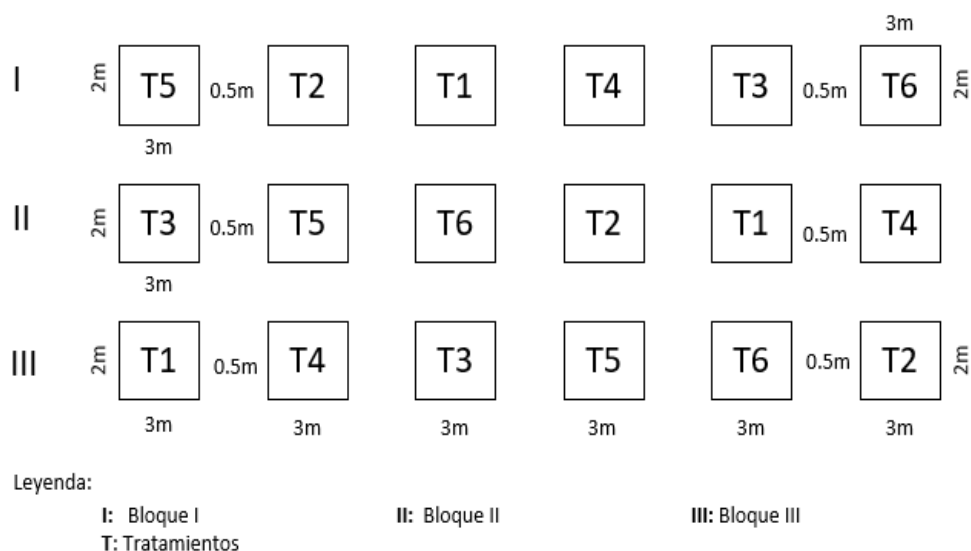 3m
I 2m T5 0.5m T2 T1 T4 T3 0.5m T6 2m
3m
II 2m T3 0.5m T5 T6 T2 T1 0.5m T4
3m
III 2m T1 0.5m T4 T3 T5 T6 0.5m T2 2m
3m 3m 3m 3m 3m 3m
Leyenda:
I: Bloque I II: Bloque II III: Bloque III
T: Tratamientos